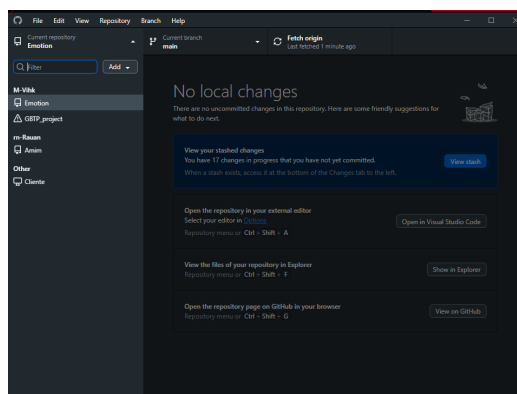 File Edit View Repository Branch Help
Current repository
Emotion
Current branch
main
Fetch origin
Last fetched 1 minute ago
Filter
Add
M-Vihk
Emotion
GBTP_project
rn-Rauan
Amim
Other
Cliente
No local changes
There are no uncommitted changes in this repository. Here are some friendly suggestions for
what to do next.
View your stashed changes
You have 17 changes in progress that you have not yet committed.
When a stash exists, access it at the bottom of the Changes tab to the left.
View stash
Open the repository in your external editor
Select your editor in Options
Repository menu or Ctrl + Shift + A
Open in Visual Studio Code
View the files of your repository in Explorer
Repository menu or Ctrl + Shift + F
Show in Explorer
Open the repository page on GitHub in your browser
Repository menu or Ctrl + Shift + G
View on GitHub